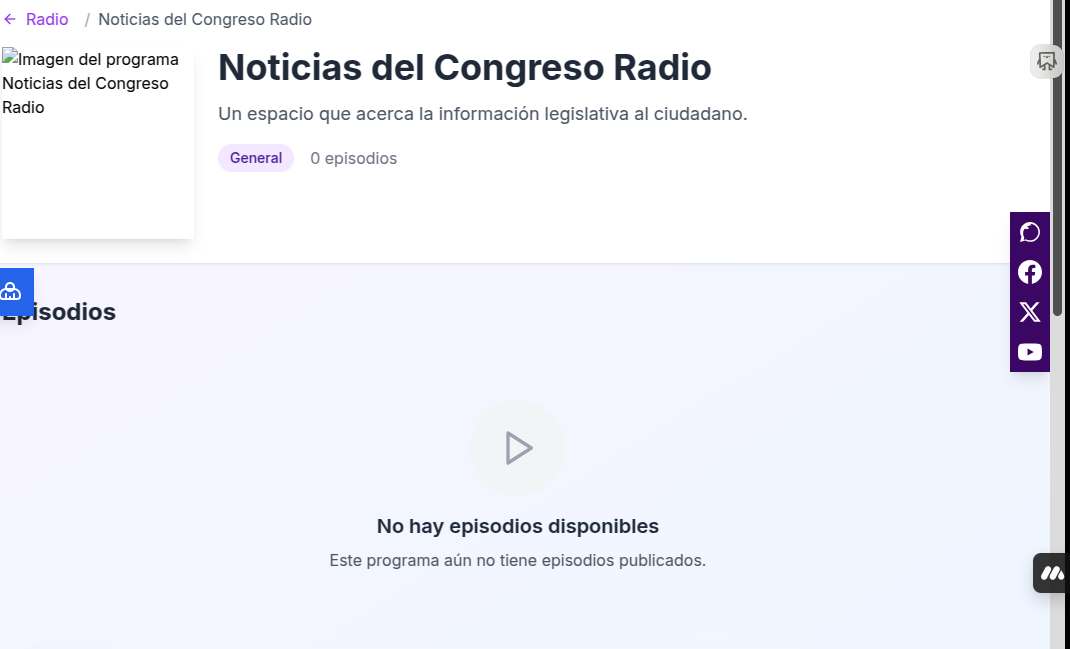 ← Radio / Noticias del Congreso Radio
Imagen del programa
Noticias del Congreso
Radio
Noticias del Congreso Radio
Un espacio que acerca la información legislativa al ciudadano.
General 0 episodios
Episodios
No hay episodios disponibles
Este programa aún no tiene episodios publicados.